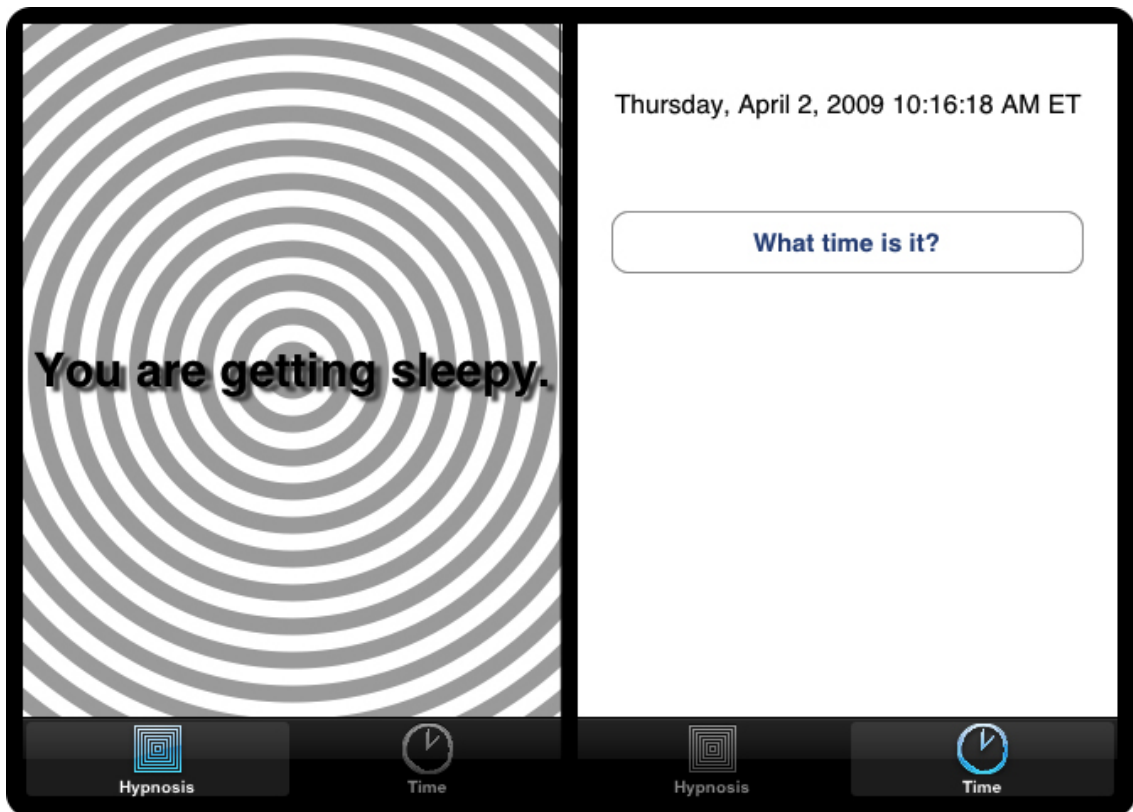 You are getting sleepy.
Hypnosis
Time
Thursday, April 2, 2009 10:16:18 AM ET
What time is it?
Hypnosis
Time